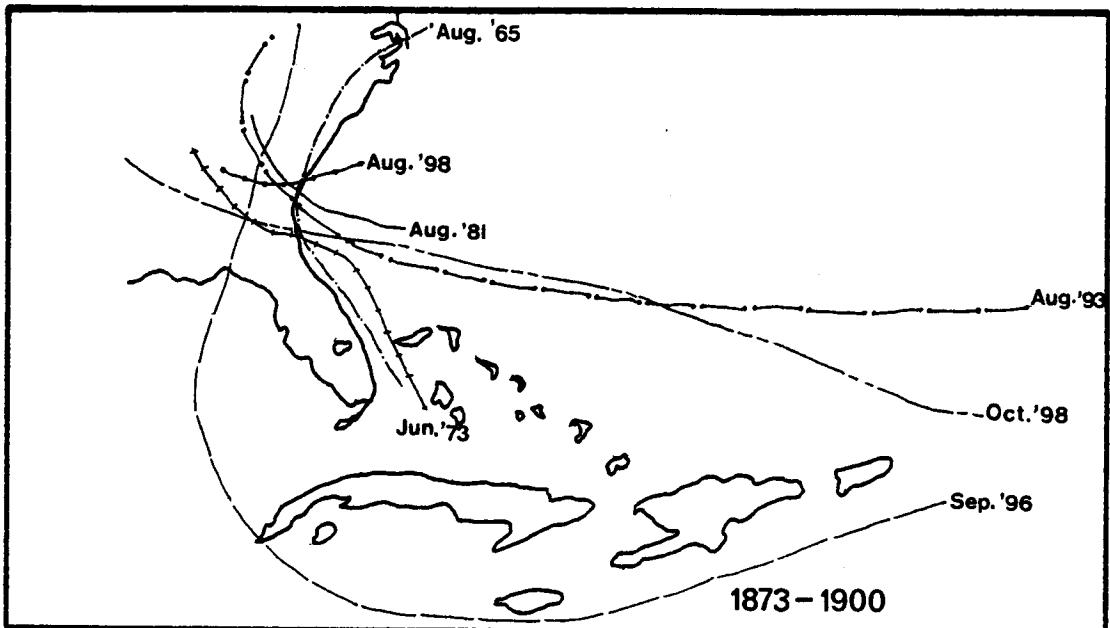 Aug. '65
Aug. '98
Aug. '81
Aug. '93
Oct. '98
Jun. '73
Sep. '96
1873 – 1900